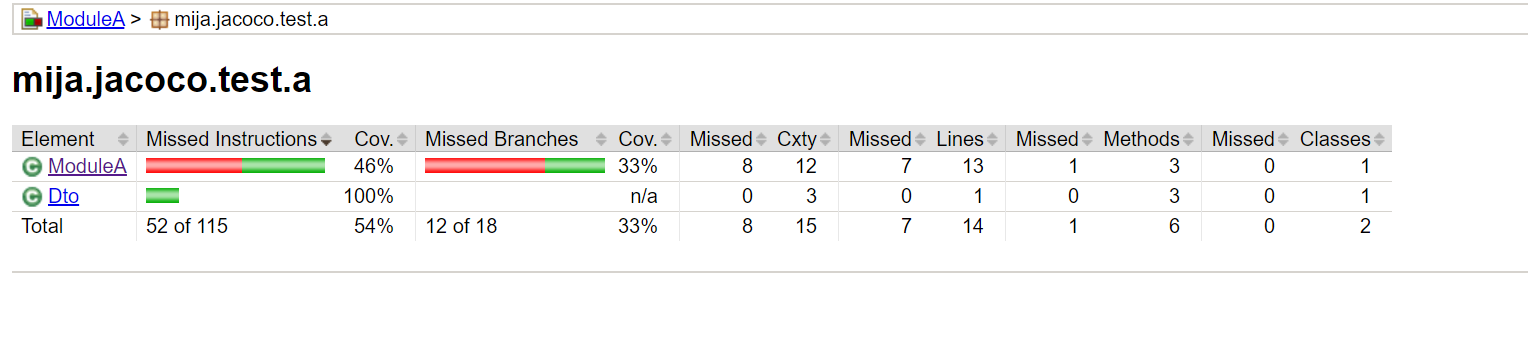 ModuleA > mija.jacoco.test.a
mija.jacoco.test.a
Element Missed Instructions Cov. Missed Branches Cov. Missed Cxty Missed Lines Missed Methods Missed Classes
C ModuleA 46% 33% 8 12 7 13 1 3 0 1
C Dto 100% n/a 0 3 0 1 0 3 0 1
Total 52 of 115 54% 12 of 18 33% 8 15 7 14 1 6 0 2